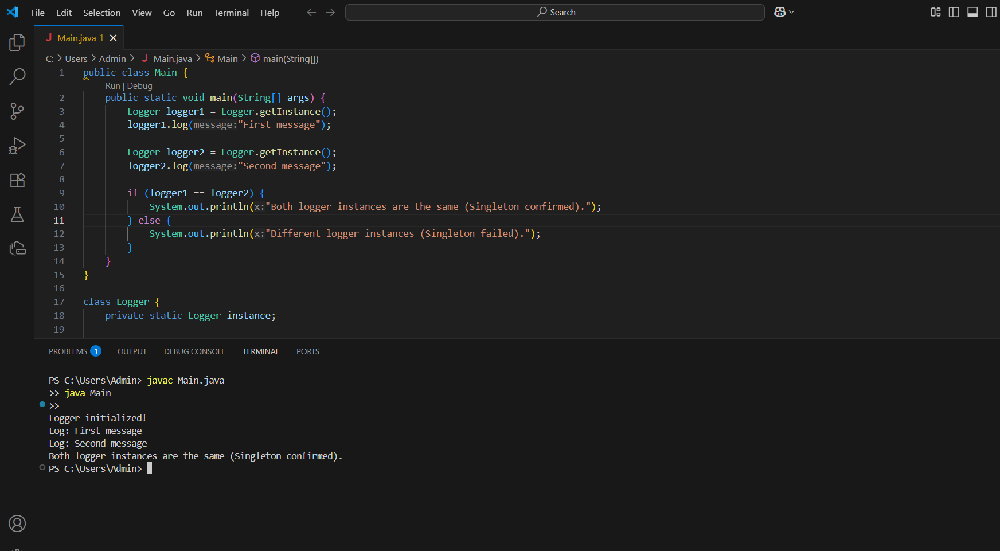 File Edit Selection View Go Run Terminal Help Search
Main.java 1
C: > Users > Admin > Main.java > Main > main(String[])
1 public class Main {
Run | Debug
2 public static void main(String[] args) {
3 Logger logger1 = Logger.getInstance();
4 logger1.log(message:"First message");
5
6 Logger logger2 = Logger.getInstance();
7 logger2.log(message:"Second message");
8
9 if (logger1 == logger2) {
10 System.out.println(x:"Both logger instances are the same (Singleton confirmed).");
11 } else {
12 System.out.println(x:"Different logger instances (Singleton failed).");
13 }
14 }
15 }
16
17 class Logger {
18 private static Logger instance;
19
PROBLEMS 1 OUTPUT DEBUG CONSOLE TERMINAL PORTS
PS C:\Users\Admin> javac Main.java
>> java Main
>>
Logger initialized!
Log: First message
Log: Second message
Both logger instances are the same (Singleton confirmed).
PS C:\Users\Admin>